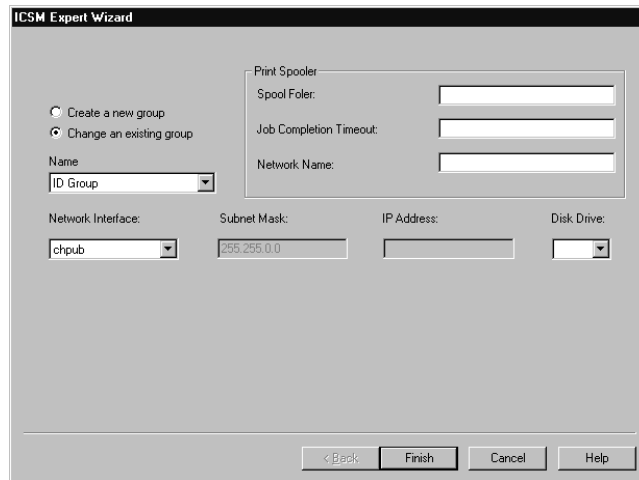 ICSM Expert Wizard
Print Spooler
Spool Foler:
Create a new group
Job Completion Timeout:
Change an existing group
Name
Network Name:
ID Group
Network Interface:
Subnet Mask:
IP Address:
Disk Drive:
chpub
255.255.0.0
< Back
Finish
Cancel
Help